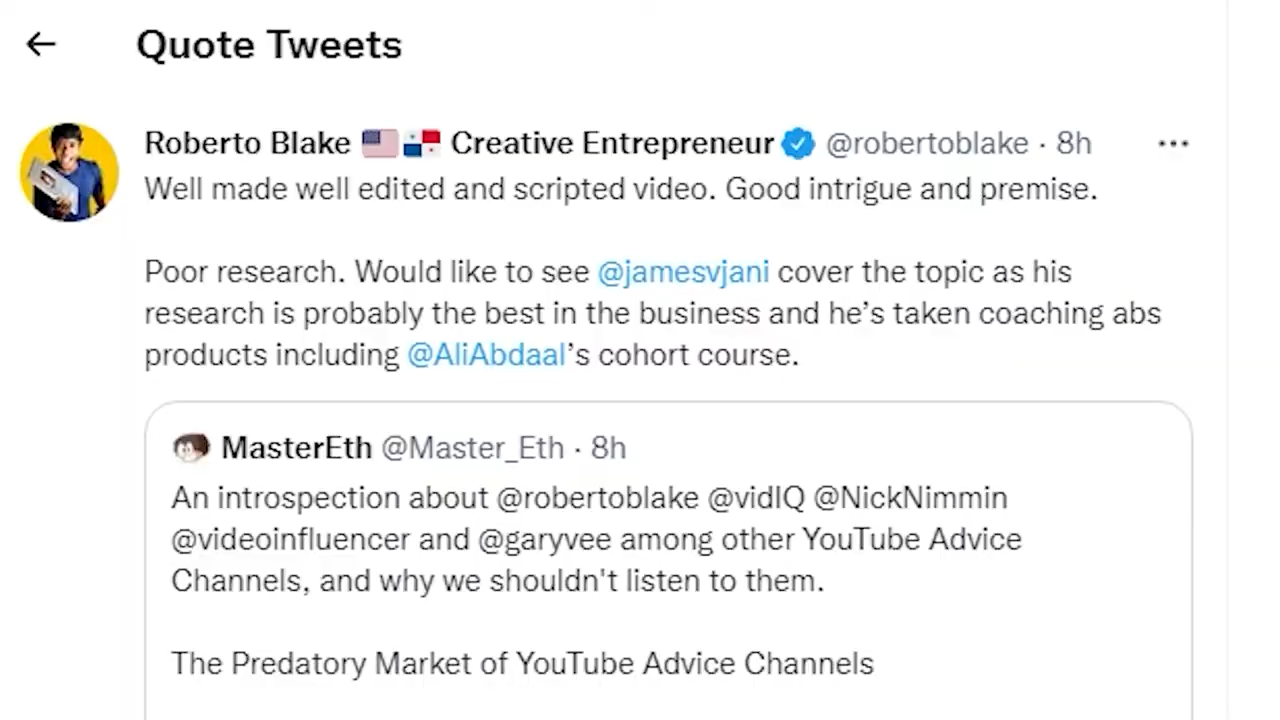 Quote Tweets
Roberto Blake 🇺🇸🇵🇦 Creative Entrepreneur @robertoblake · 8h
Well made well edited and scripted video. Good intrigue and premise.
Poor research. Would like to see @jamesvjani cover the topic as his
research is probably the best in the business and he’s taken coaching abs
products including @AliAbdaal’s cohort course.
MasterEth @Master_Eth · 8h
An introspection about @robertoblake @vidIQ @NickNimmin
@videoinfluencer and @garyvee among other YouTube Advice
Channels, and why we shouldn't listen to them.
The Predatory Market of YouTube Advice Channels